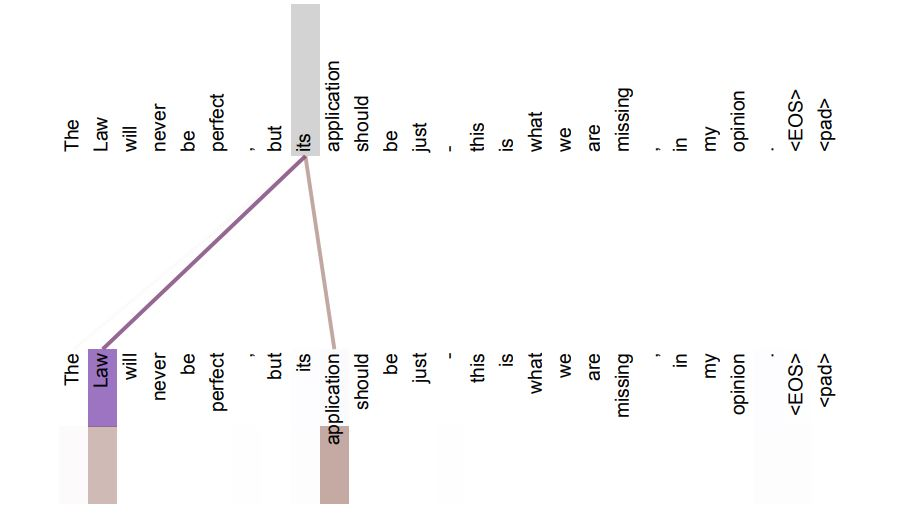 The Law will never be perfect , but its application should be just - this is what we are missing , in my opinion . <EOS> <pad>
The Law will never be perfect , but its application should be just - this is what we are missing , in my opinion . <EOS> <pad>